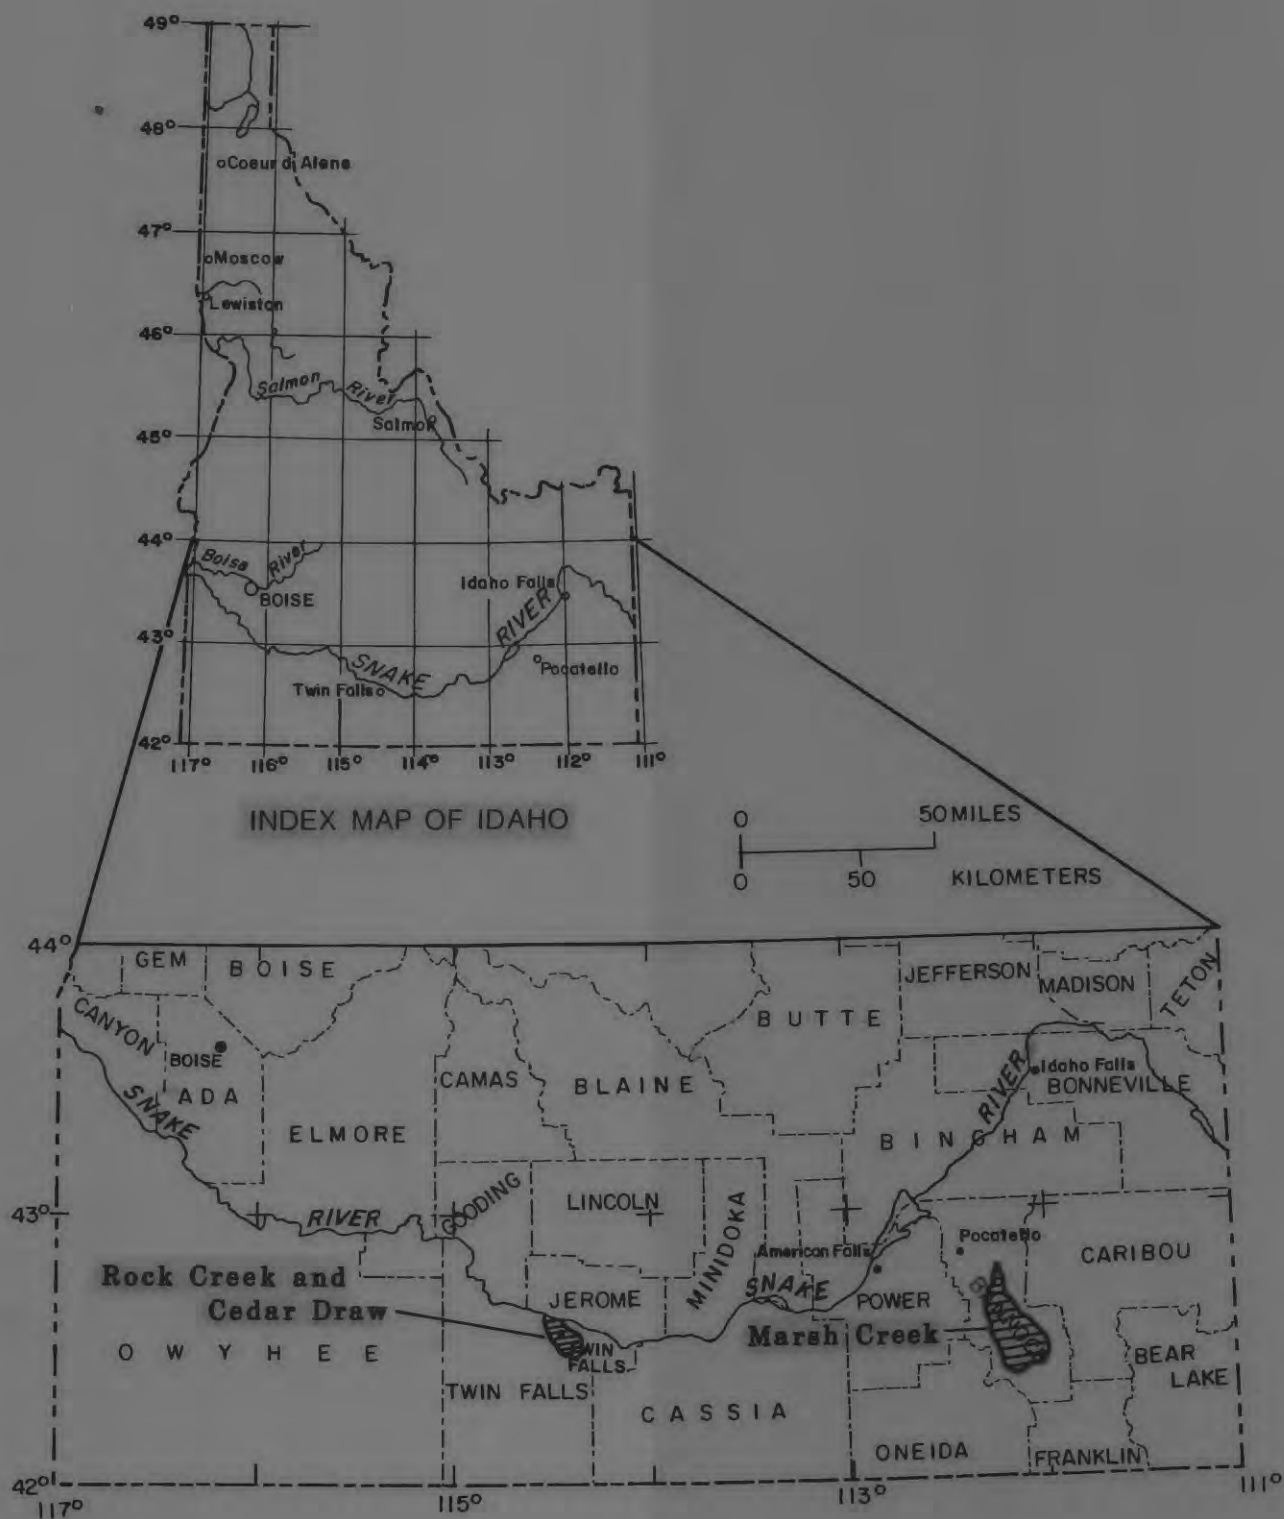 49°
48°
Coeur d Alene
47°
Moscow
Lewiston
46°
Salmon River
Salmon
45°
44°
Boise River
BOISE
Idaho Falls
43°
SNAKE RIVER
Pocatello
Twin Falls
42°
117° 116° 115° 114° 113° 112° 111°
INDEX MAP OF IDAHO
0 50 MILES
0 50 KILOMETERS
44°
GEM
BOISE
JEFFERSON
MADISON
TETON
CANYON
BUTTE
BOISE
ADA
CAMAS
BLAINE
Idaho Falls
BONNEVILLE
SNAKE
ELMORE
RIVER
BINGHAM
43°
RIVER
GOODING
LINCOLN
MINIDOKA
American Falls
Pocatello
CARIBOU
Rock Creek and
Cedar Draw
JEROME
SNAKE
POWER
BANNOCK
Marsh Creek
OWYHEE
TWIN
FALLS
BEAR
LAKE
TWIN FALLS
CASSIA
ONEIDA
FRANKLIN
42°
117° 115° 113° 111°